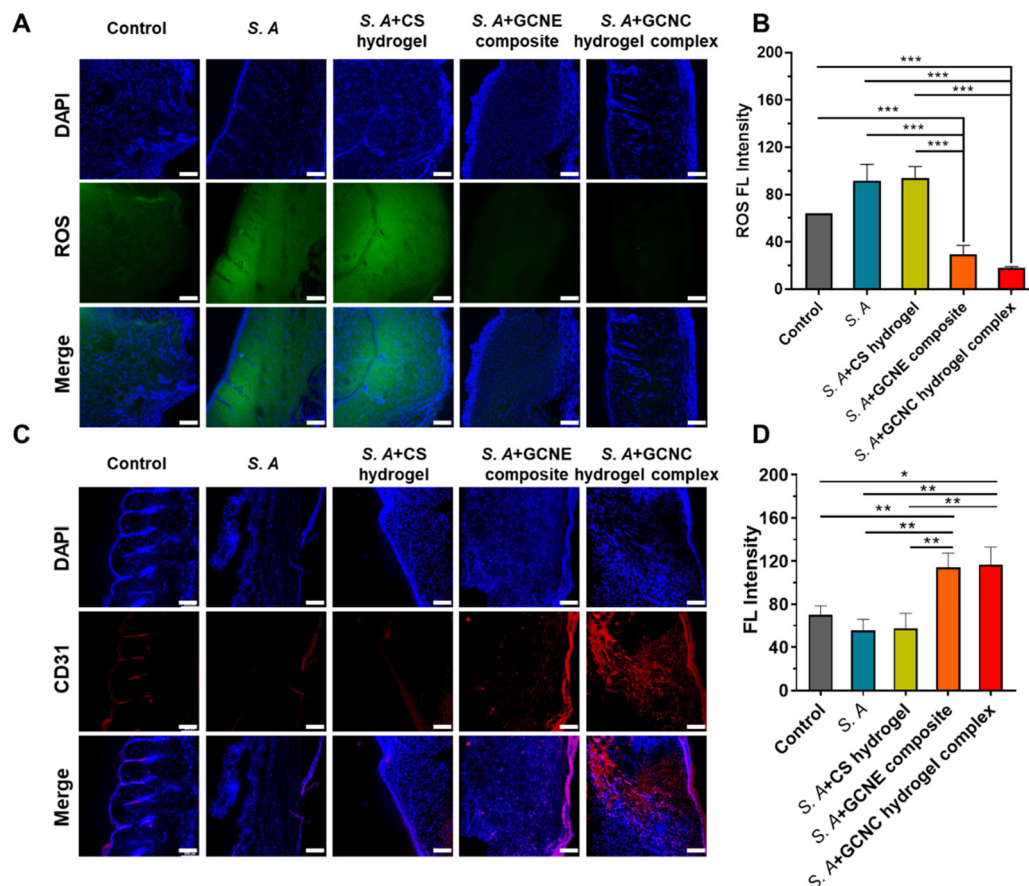 A
Control
S. A
S. A+CS
hydrogel
S. A+GCNE
composite
S. A+GCNC
hydrogel complex
DAPI
ROS
Merge
B
ROS FL Intensity
200
160
120
80
40
0
***
***
***
***
***
***
Control
S. A
S. A+CS hydrogel
S. A+GCNE composite
S. A+GCNC hydrogel complex
C
Control
S. A
S. A+CS
hydrogel
S. A+GCNE
composite
S. A+GCNC
hydrogel complex
DAPI
CD31
Merge
D
FL Intensity
200
160
120
80
40
0
*
**
**
**
**
**
Control
S. A
S. A+CS hydrogel
S. A+GCNE composite
S. A+GCNC hydrogel complex